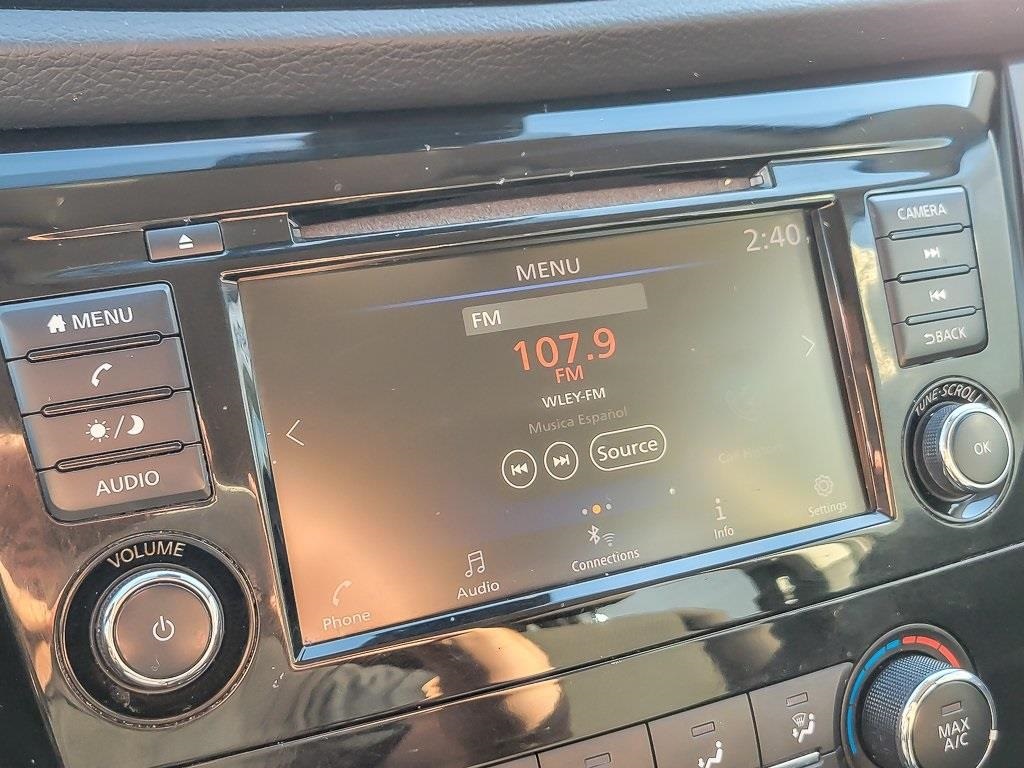 MENU
AUDIO
VOLUME
MENU
2:40
FM
107.9
FM
WLEY-FM
Musica Español
Source
Phone
Audio
Connections
Info
Settings
CAMERA
BACK
TUNE·SCROLL
OK
MAX
A/C